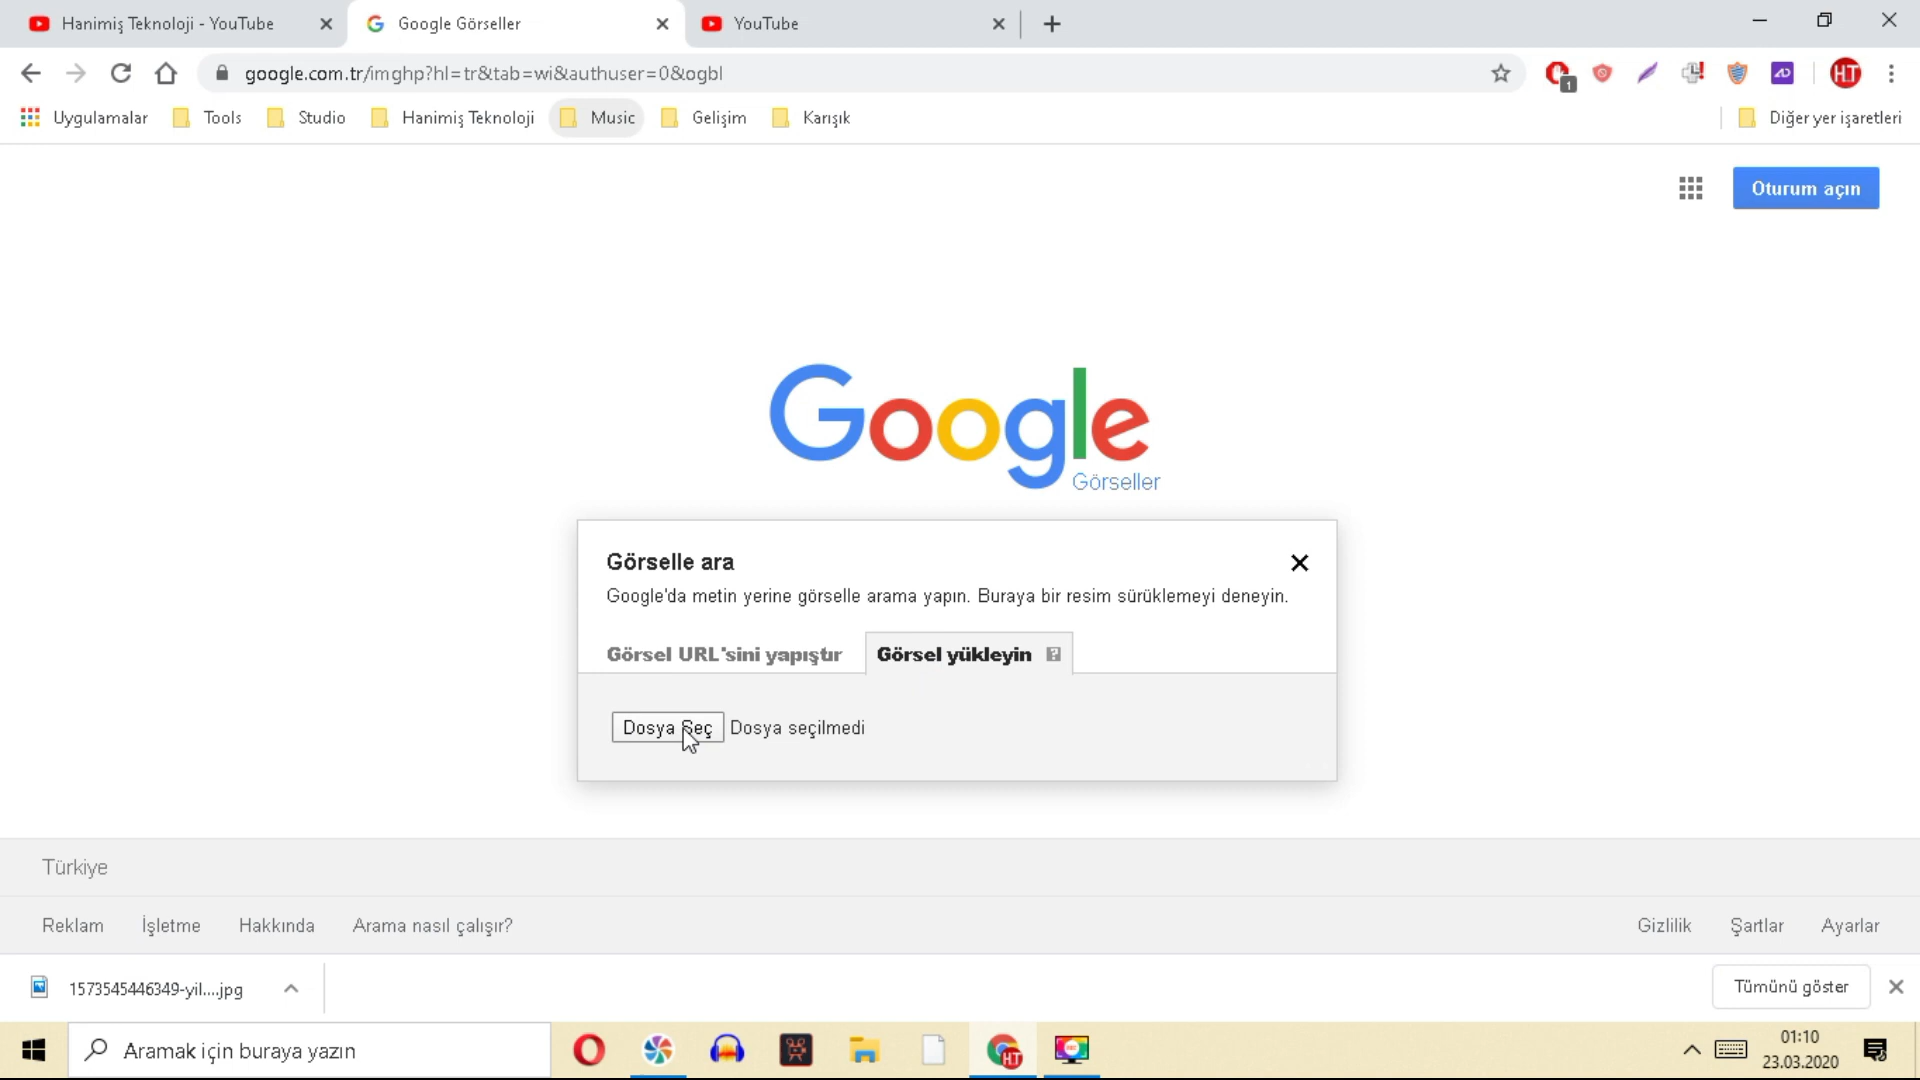 Hanimiş Teknoloji - YouTube
Google Görseller
YouTube
google.com.tr/imghp?hl=tr&tab=wi&authuser=0&ogbl
1
HT
Uygulamalar
Tools
Studio
Hanimiş Teknoloji
Music
Gelişim
Karışık
Diğer yer işaretleri
Oturum açın
Google
Görseller
Görselle ara
Google'da metin yerine görselle arama yapın. Buraya bir resim sürüklemeyi deneyin.
Görsel URL'sini yapıştır
Görsel yükleyin ?
Dosya Seç Dosya seçilmedi
Türkiye
Reklam
İşletme
Hakkında
Arama nasıl çalışır?
Gizlilik
Şartlar
Ayarlar
1573545446349-yil....jpg
Tümünü göster
Aramak için buraya yazın
HT
01:10
23.03.2020